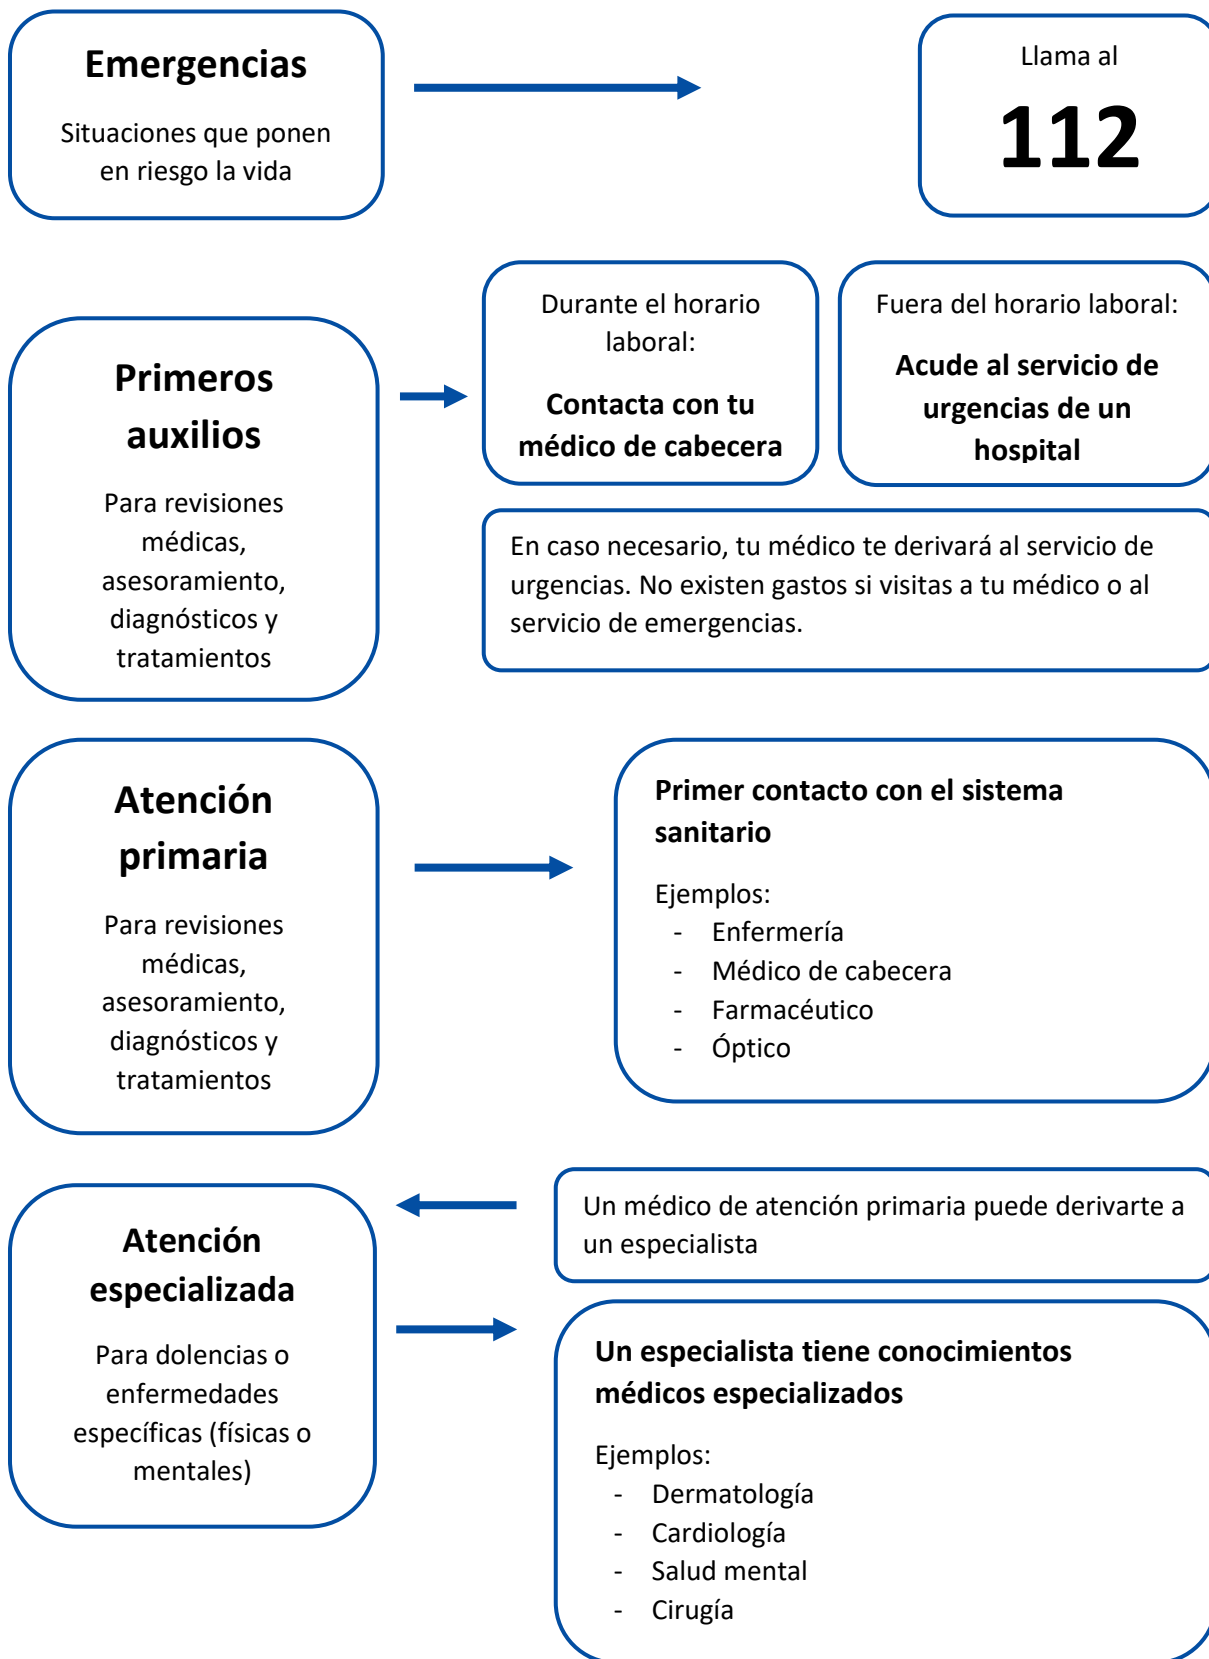 Emergencias
Situaciones que ponen
en riesgo la vida
Llama al
112
Primeros
auxilios
Para revisiones
médicas,
asesoramiento,
diagnósticos y
tratamientos
Durante el horario
laboral:
Contacta con tu
médico de cabecera
Fuera del horario laboral:
Acude al servicio de
urgencias de un
hospital
En caso necesario, tu médico te derivará al servicio de
urgencias. No existen gastos si visitas a tu médico o al
servicio de emergencias.
Atención
primaria
Para revisiones
médicas,
asesoramiento,
diagnósticos y
tratamientos
Primer contacto con el sistema
sanitario
Ejemplos:
- Enfermería
- Médico de cabecera
- Farmacéutico
- Óptico
Atención
especializada
Para dolencias o
enfermedades
específicas (físicas o
mentales)
Un médico de atención primaria puede derivarte a
un especialista
Un especialista tiene conocimientos
médicos especializados
Ejemplos:
- Dermatología
- Cardiología
- Salud mental
- Cirugía